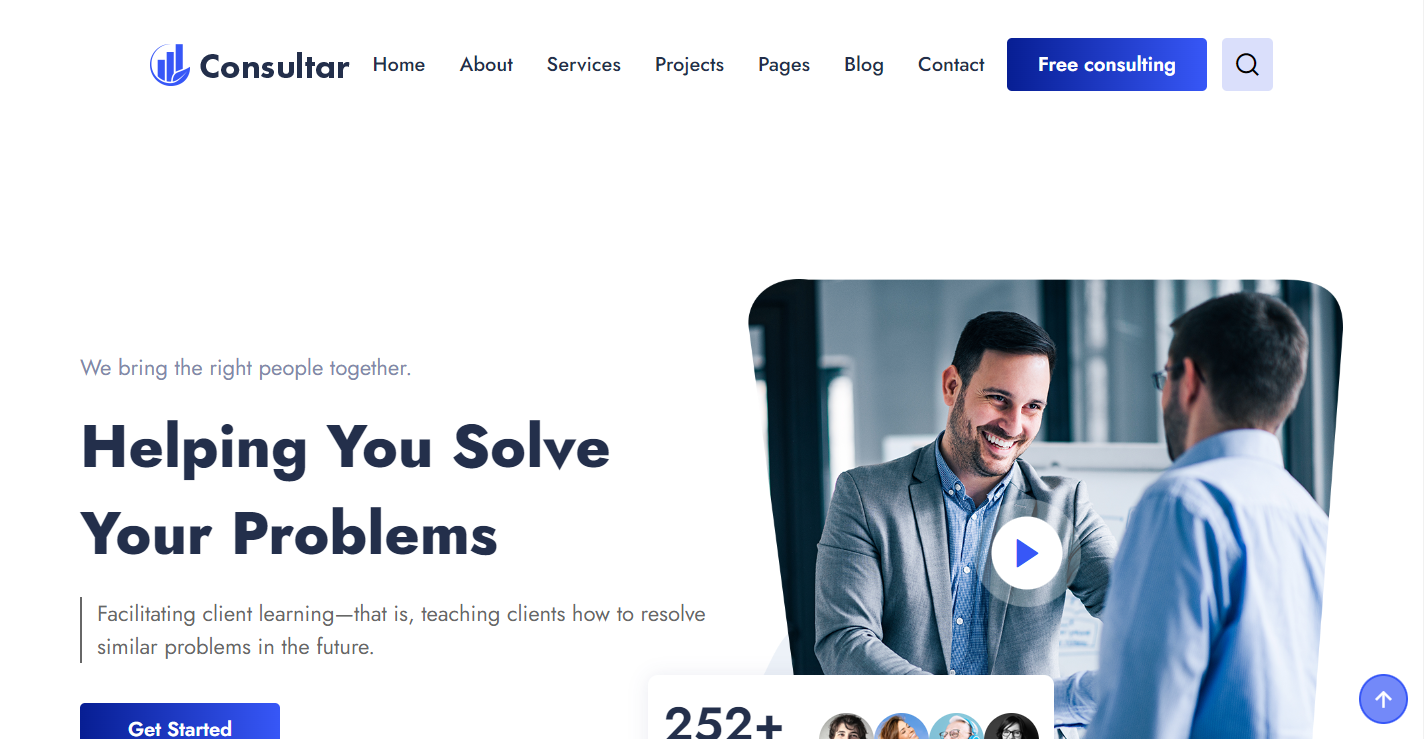 Consultar
Home About Services Projects Pages Blog Contact Free consulting
We bring the right people together.
Helping You Solve
Your Problems
Facilitating client learning—that is, teaching clients how to resolve
similar problems in the future.
Get Started
252+